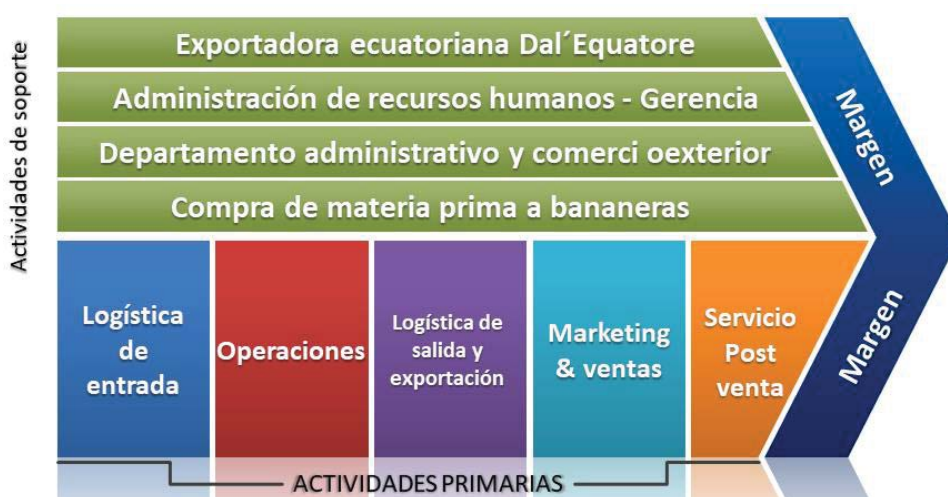 Actividades de soporte
Exportadora ecuatoriana Dal´Equatore
Administración de recursos humanos - Gerencia
Departamento administrativo y comerci oexterior
Compra de materia prima a bananeras
Margen
Margen
Logística
de
entrada
Operaciones
Logística de
salida y
exportación
Marketing
& ventas
Servicio
Post
venta
ACTIVIDADES PRIMARIAS